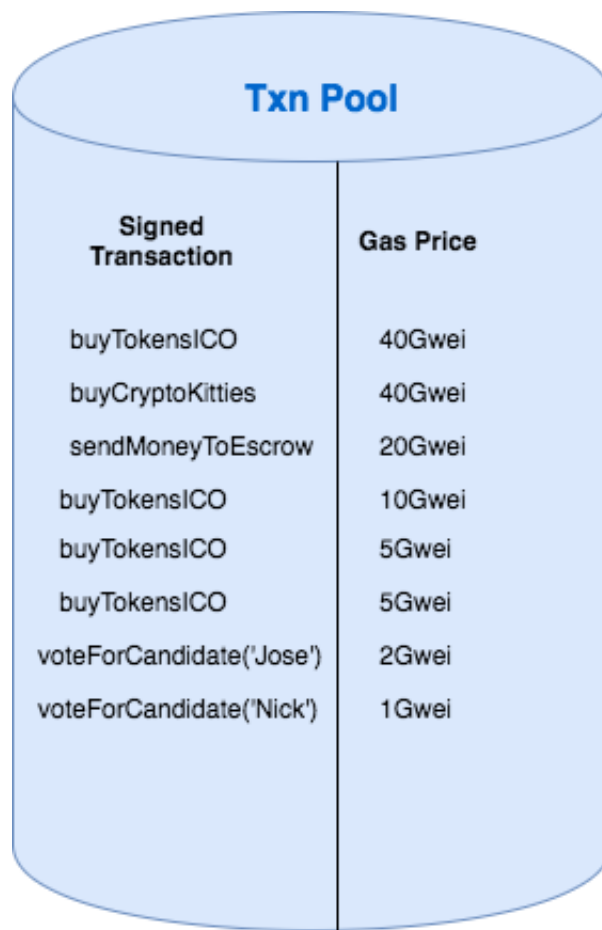 Txn Pool
Signed
Transaction
Gas Price
buyTokensICO 40Gwei
buyCryptoKitties 40Gwei
sendMoneyToEscrow 20Gwei
buyTokensICO 10Gwei
buyTokensICO 5Gwei
buyTokensICO 5Gwei
voteForCandidate('Jose') 2Gwei
voteForCandidate('Nick') 1Gwei